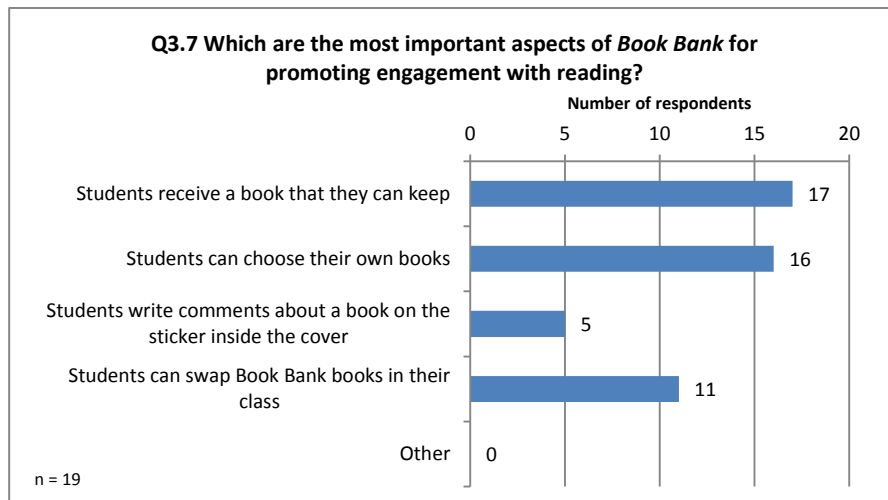 Q3.7 Which are the most important aspects of Book Bank for
promoting engagement with reading?
Number of respondents
0 5 10 15 20
Students receive a book that they can keep 17
Students can choose their own books 16
Students write comments about a book on the
sticker inside the cover 5
Students can swap Book Bank books in their
class 11
Other 0
n = 19